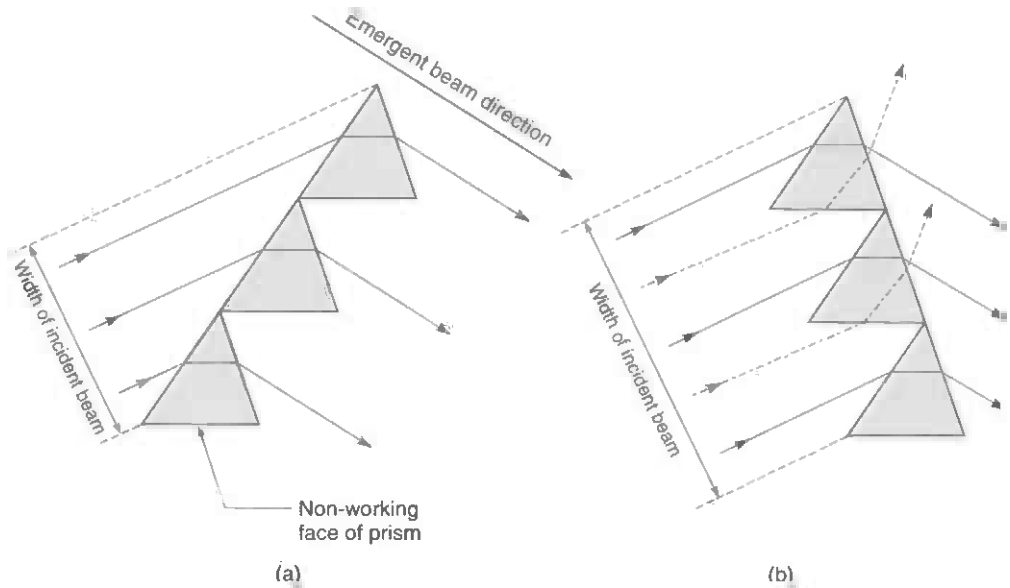 Emergent beam direction
Width of incident beam
Non-working
face of prism
(a)
Width of incident beam
(b)